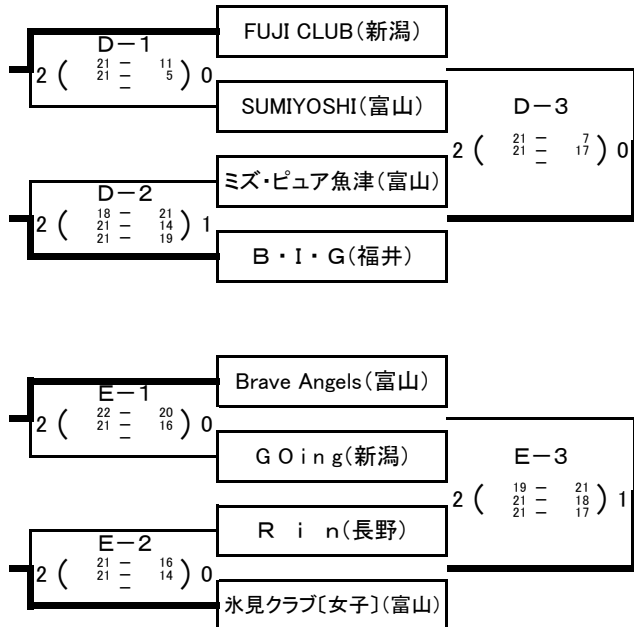 FUJI CLUB(新潟)
D-1
2 ( 21 - 11 ) 0
21 - 5
-
SUMIYOSHI(富山)
D-3
2 ( 21 - 7 ) 0
21 - 17
-
ミズ・ピュア魚津(富山)
D-2
2 ( 18 - 21 ) 1
21 - 14
21 - 19
B・I・G(福井)
Brave Angels(富山)
E-1
2 ( 22 - 20 ) 0
21 - 16
-
GOing(新潟)
E-3
2 ( 19 - 21 ) 1
21 - 18
21 - 17
Rin(長野)
E-2
2 ( 21 - 16 ) 0
21 - 14
-
氷見クラブ〔女子〕(富山)